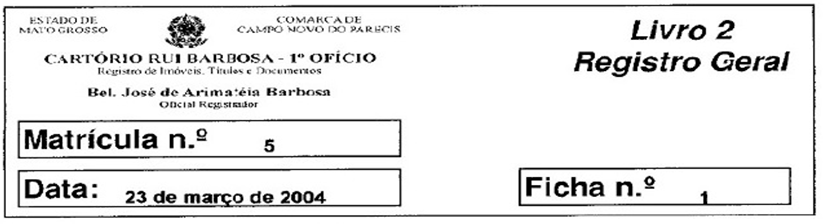 ESTADO DE
MATO GROSSO
COMARCA DE
CAMPO NOVO DO PARECIS
CARTÓRIO RUI BARBOSA - 1º OFÍCIO
Registro de Imóveis, Títulos e Documentos
Bel. José de Arimatéia Barbosa
Oficial Registrador
Livro 2
Registro Geral
Matrícula n.º 5
Data: 23 de março de 2004
Ficha n.º 1